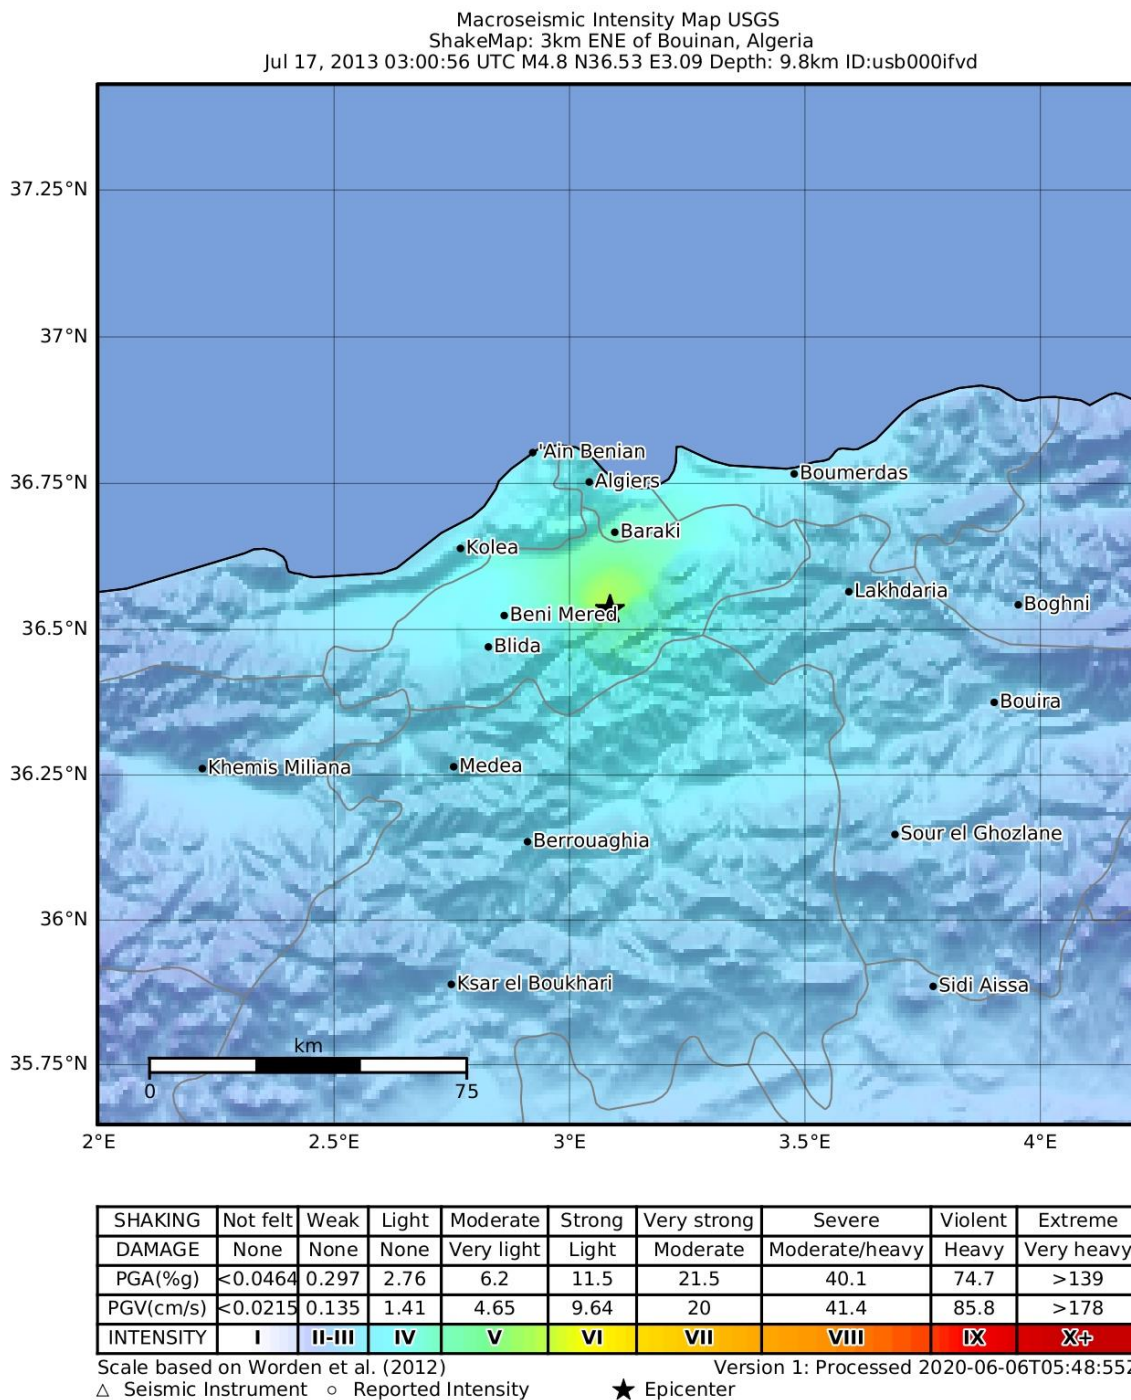 Macroseismic Intensity Map USGS
ShakeMap: 3km ENE of Bouinan, Algeria
Jul 17, 2013 03:00:56 UTC M4.8 N36.53 E3.09 Depth: 9.8km ID:usb000ifvd
37.25°N
37°N
'Ain Benian
36.75°N
Algiers
Boumerdas
Baraki
Kolea
Lakhdaria
Boghni
Beni Mered
36.5°N
Blida
Bouira
Khemis Miliana
Medea
36.25°N
Berrouaghia
Sour el Ghozlane
36°N
Ksar el Boukhari
Sidi Aissa
km
35.75°N
0 75
2°E 2.5°E 3°E 3.5°E 4°E
SHAKING Not felt Weak Light Moderate Strong Very strong Severe Violent Extreme
DAMAGE None None None Very light Light Moderate Moderate/heavy Heavy Very heavy
PGA(%g) <0.0464 0.297 2.76 6.2 11.5 21.5 40.1 74.7 >139
PGV(cm/s) <0.0215 0.135 1.41 4.65 9.64 20 41.4 85.8 >178
INTENSITY I II-III IV V VI VII VIII IX X+
Scale based on Worden et al. (2012) Version 1: Processed 2020-06-06T05:48:55Z
△ Seismic Instrument ○ Reported Intensity ★ Epicenter